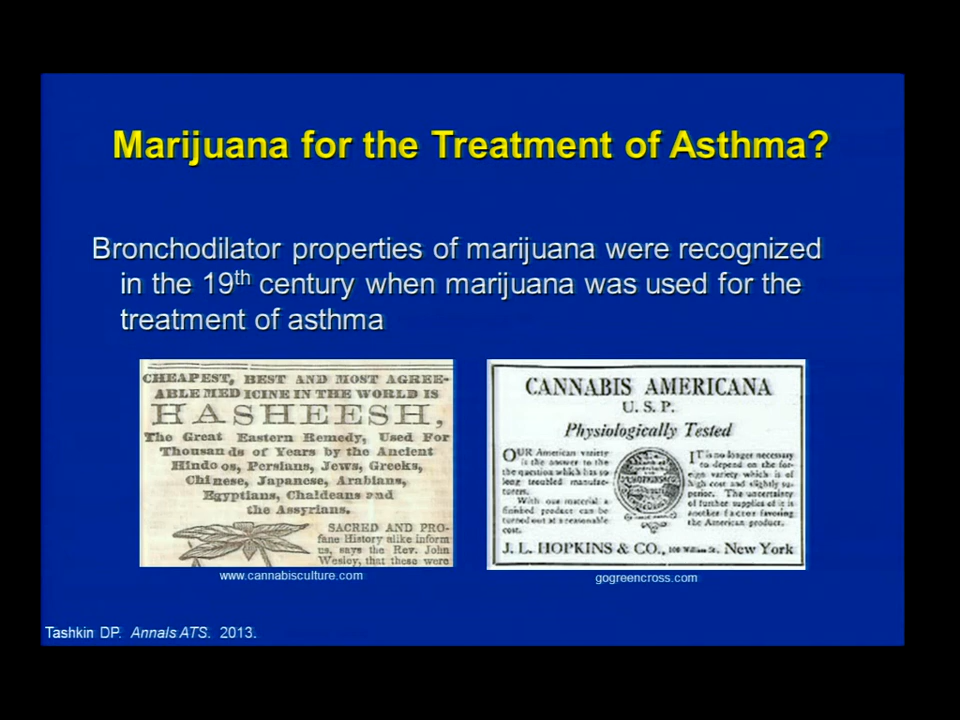 Marijuana for the Treatment of Asthma?
Bronchodilator properties of marijuana were recognized
in the 19th century when marijuana was used for the
treatment of asthma
CHEAPEST, BEST AND MOST AGREE-
ABLE MEDICINE IN THE WORLD IS
HASHEESH,
The Great Eastern Remedy, Used For
Thousands of Years by the Ancient
Hindoos, Persians, Jews, Greeks,
Chinese, Japanese, Arabians,
Egyptians, Chaldeans and
the Assyrians.
SACRED AND PRO-
fane History alike inform
us, says the Rev. John
Wesley, that these were
www.cannabisculture.com
CANNABIS AMERICANA
U. S. P.
Physiologically Tested
OUR American variety
is the answer to the
the question which has so
long troubled manufac-
turers.
With our material a
finished product can be
turned out at a reasonable
cost.
IT is no longer necessary
to depend on the for-
eign variety which is of
high cost and slightly su-
perior. The uncertainty
of further supplies of it is
another factor favoring
the American product.
J. L. HOPKINS & CO., 100 William St. New York
gogreencross.com
Tashkin DP. Annals ATS. 2013.